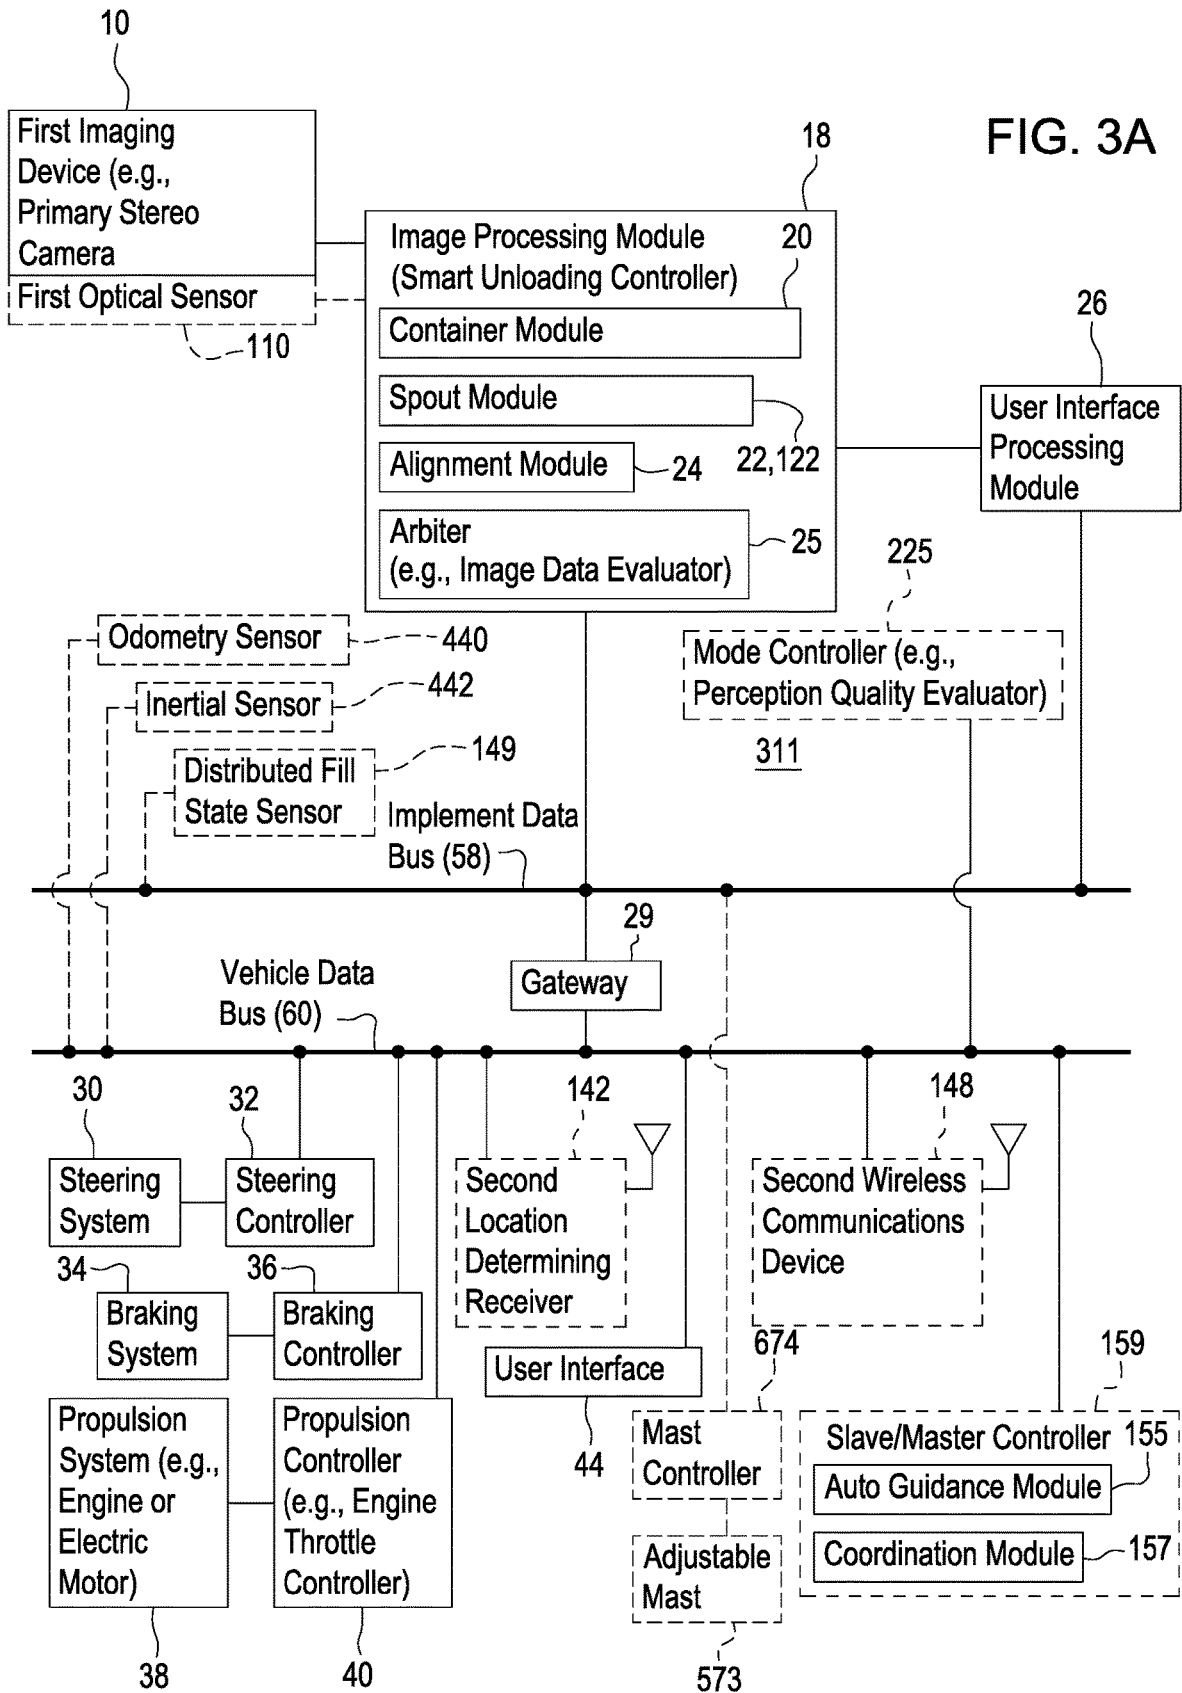 10
FIG. 3A
First Imaging
Device (e.g.,
Primary Stereo
Camera
First Optical Sensor
110
18
Image Processing Module
(Smart Unloading Controller)
20
Container Module
Spout Module
22,122
Alignment Module
24
Arbiter
(e.g., Image Data Evaluator)
25
26
User Interface
Processing
Module
225
Mode Controller (e.g.,
Perception Quality Evaluator)
311
Odometry Sensor
440
Inertial Sensor
442
Distributed Fill
State Sensor
149
Implement Data
Bus (58)
29
Gateway
Vehicle Data
Bus (60)
30
Steering
System
32
Steering
Controller
34
Braking
System
36
Braking
Controller
Propulsion
System (e.g.,
Engine or
Electric
Motor)
38
Propulsion
Controller
(e.g., Engine
Throttle
Controller)
40
142
Second
Location
Determining
Receiver
User Interface
44
148
Second Wireless
Communications
Device
674
Mast
Controller
Adjustable
Mast
573
159
Slave/Master Controller
155
Auto Guidance Module
Coordination Module
157